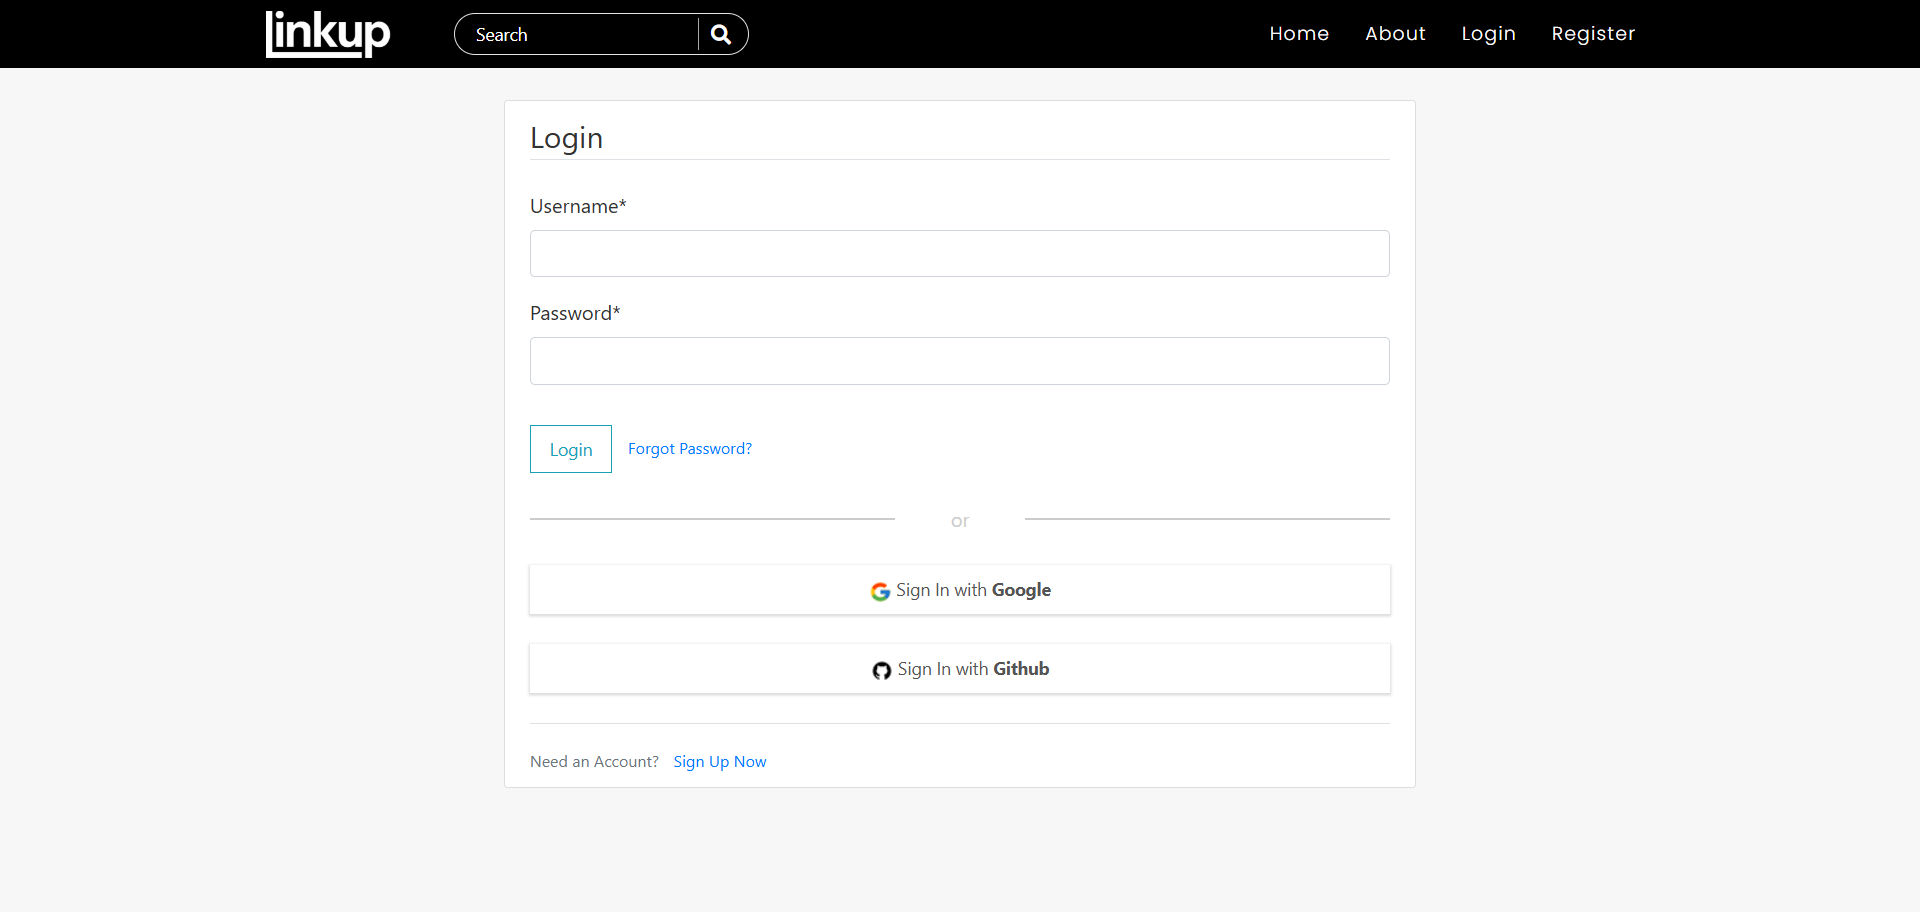 linkup
Search
Home About Login Register
Login
Username*
Password*
Login Forgot Password?
or
Sign In with Google
Sign In with Github
Need an Account? Sign Up Now